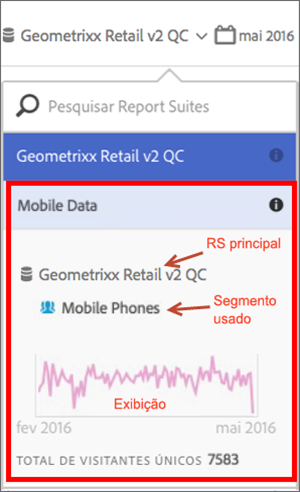 Geometrixx Retail v2 QC mai 2016
Pesquisar Report Suites
Geometrixx Retail v2 QC
Mobile Data
RS principal
Geometrixx Retail v2 QC
Mobile Phones
Segmento
usado
Exibição
fev 2016 mai 2016
TOTAL DE VISITANTES ÚNICOS 7583